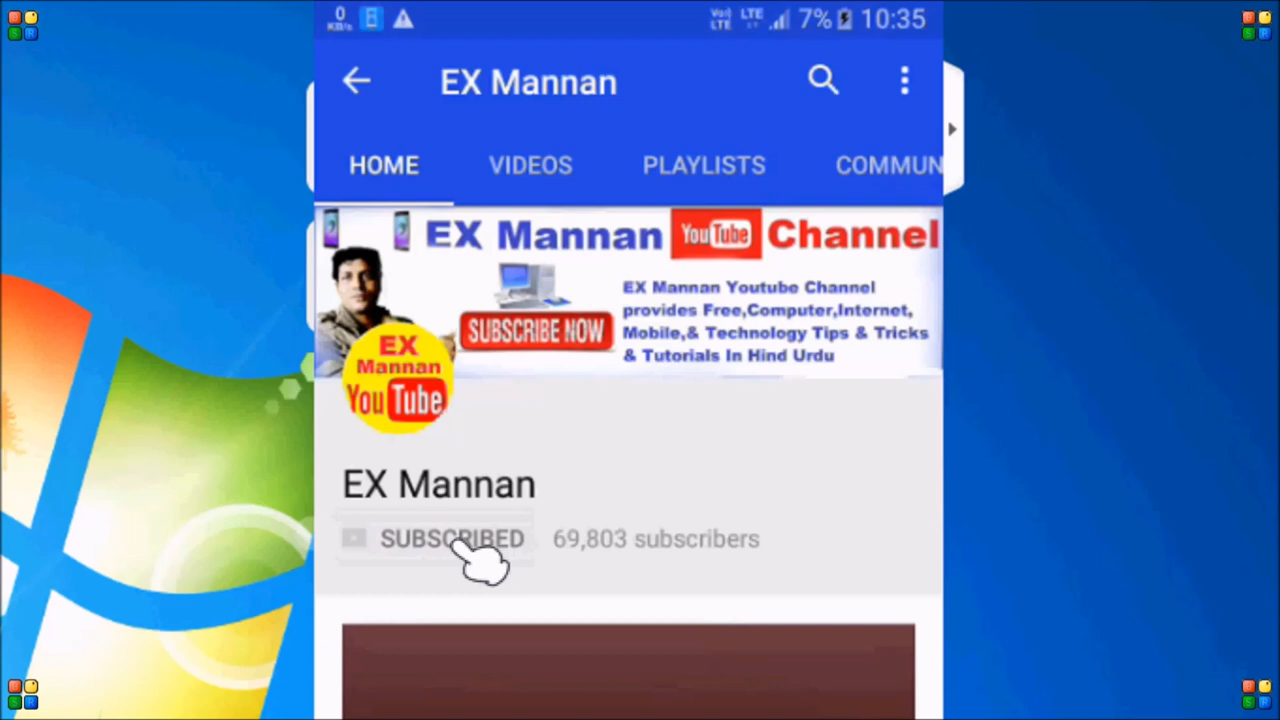 0
KB/s
Vo)
LTE
LTE
7%
10:35
EX Mannan
HOME
VIDEOS
PLAYLISTS
COMMUN
EX Mannan YouTube Channel
EX Mannan Youtube Channel
provides Free,Computer,Internet,
Mobile,& Technology Tips & Tricks
& Tutorials In Hind Urdu
SUBSCRIBE NOW
EX
Mannan
YouTube
EX Mannan
SUBSCRIBED
69,803 subscribers
S R
S R
S R
S R